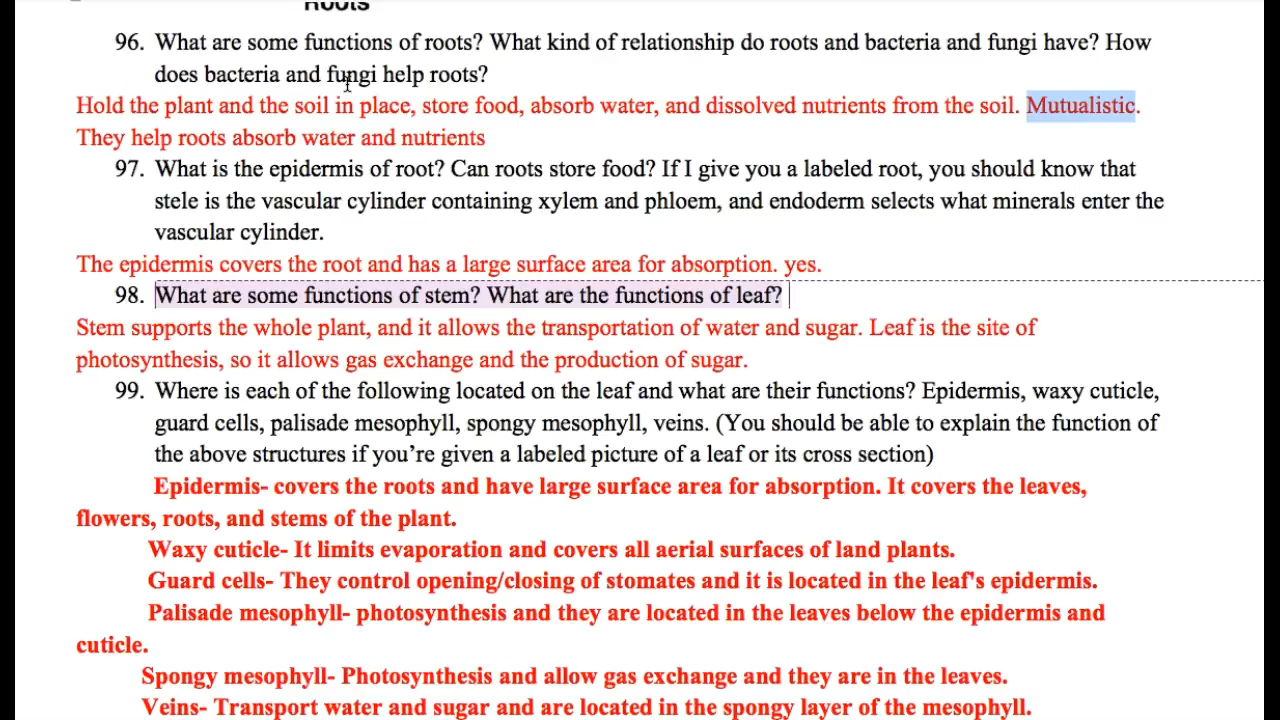 Roots
96. What are some functions of roots? What kind of relationship do roots and bacteria and fungi have? How
does bacteria and fungi help roots?
Hold the plant and the soil in place, store food, absorb water, and dissolved nutrients from the soil. Mutualistic.
They help roots absorb water and nutrients
97. What is the epidermis of root? Can roots store food? If I give you a labeled root, you should know that
stele is the vascular cylinder containing xylem and phloem, and endoderm selects what minerals enter the
vascular cylinder.
The epidermis covers the root and has a large surface area for absorption. yes.
98. What are some functions of stem? What are the functions of leaf?
Stem supports the whole plant, and it allows the transportation of water and sugar. Leaf is the site of
photosynthesis, so it allows gas exchange and the production of sugar.
99. Where is each of the following located on the leaf and what are their functions? Epidermis, waxy cuticle,
guard cells, palisade mesophyll, spongy mesophyll, veins. (You should be able to explain the function of
the above structures if you’re given a labeled picture of a leaf or its cross section)
Epidermis- covers the roots and have large surface area for absorption. It covers the leaves,
flowers, roots, and stems of the plant.
Waxy cuticle- It limits evaporation and covers all aerial surfaces of land plants.
Guard cells- They control opening/closing of stomates and it is located in the leaf's epidermis.
Palisade mesophyll- photosynthesis and they are located in the leaves below the epidermis and
cuticle.
Spongy mesophyll- Photosynthesis and allow gas exchange and they are in the leaves.
Veins- Transport water and sugar and are located in the spongy layer of the mesophyll.